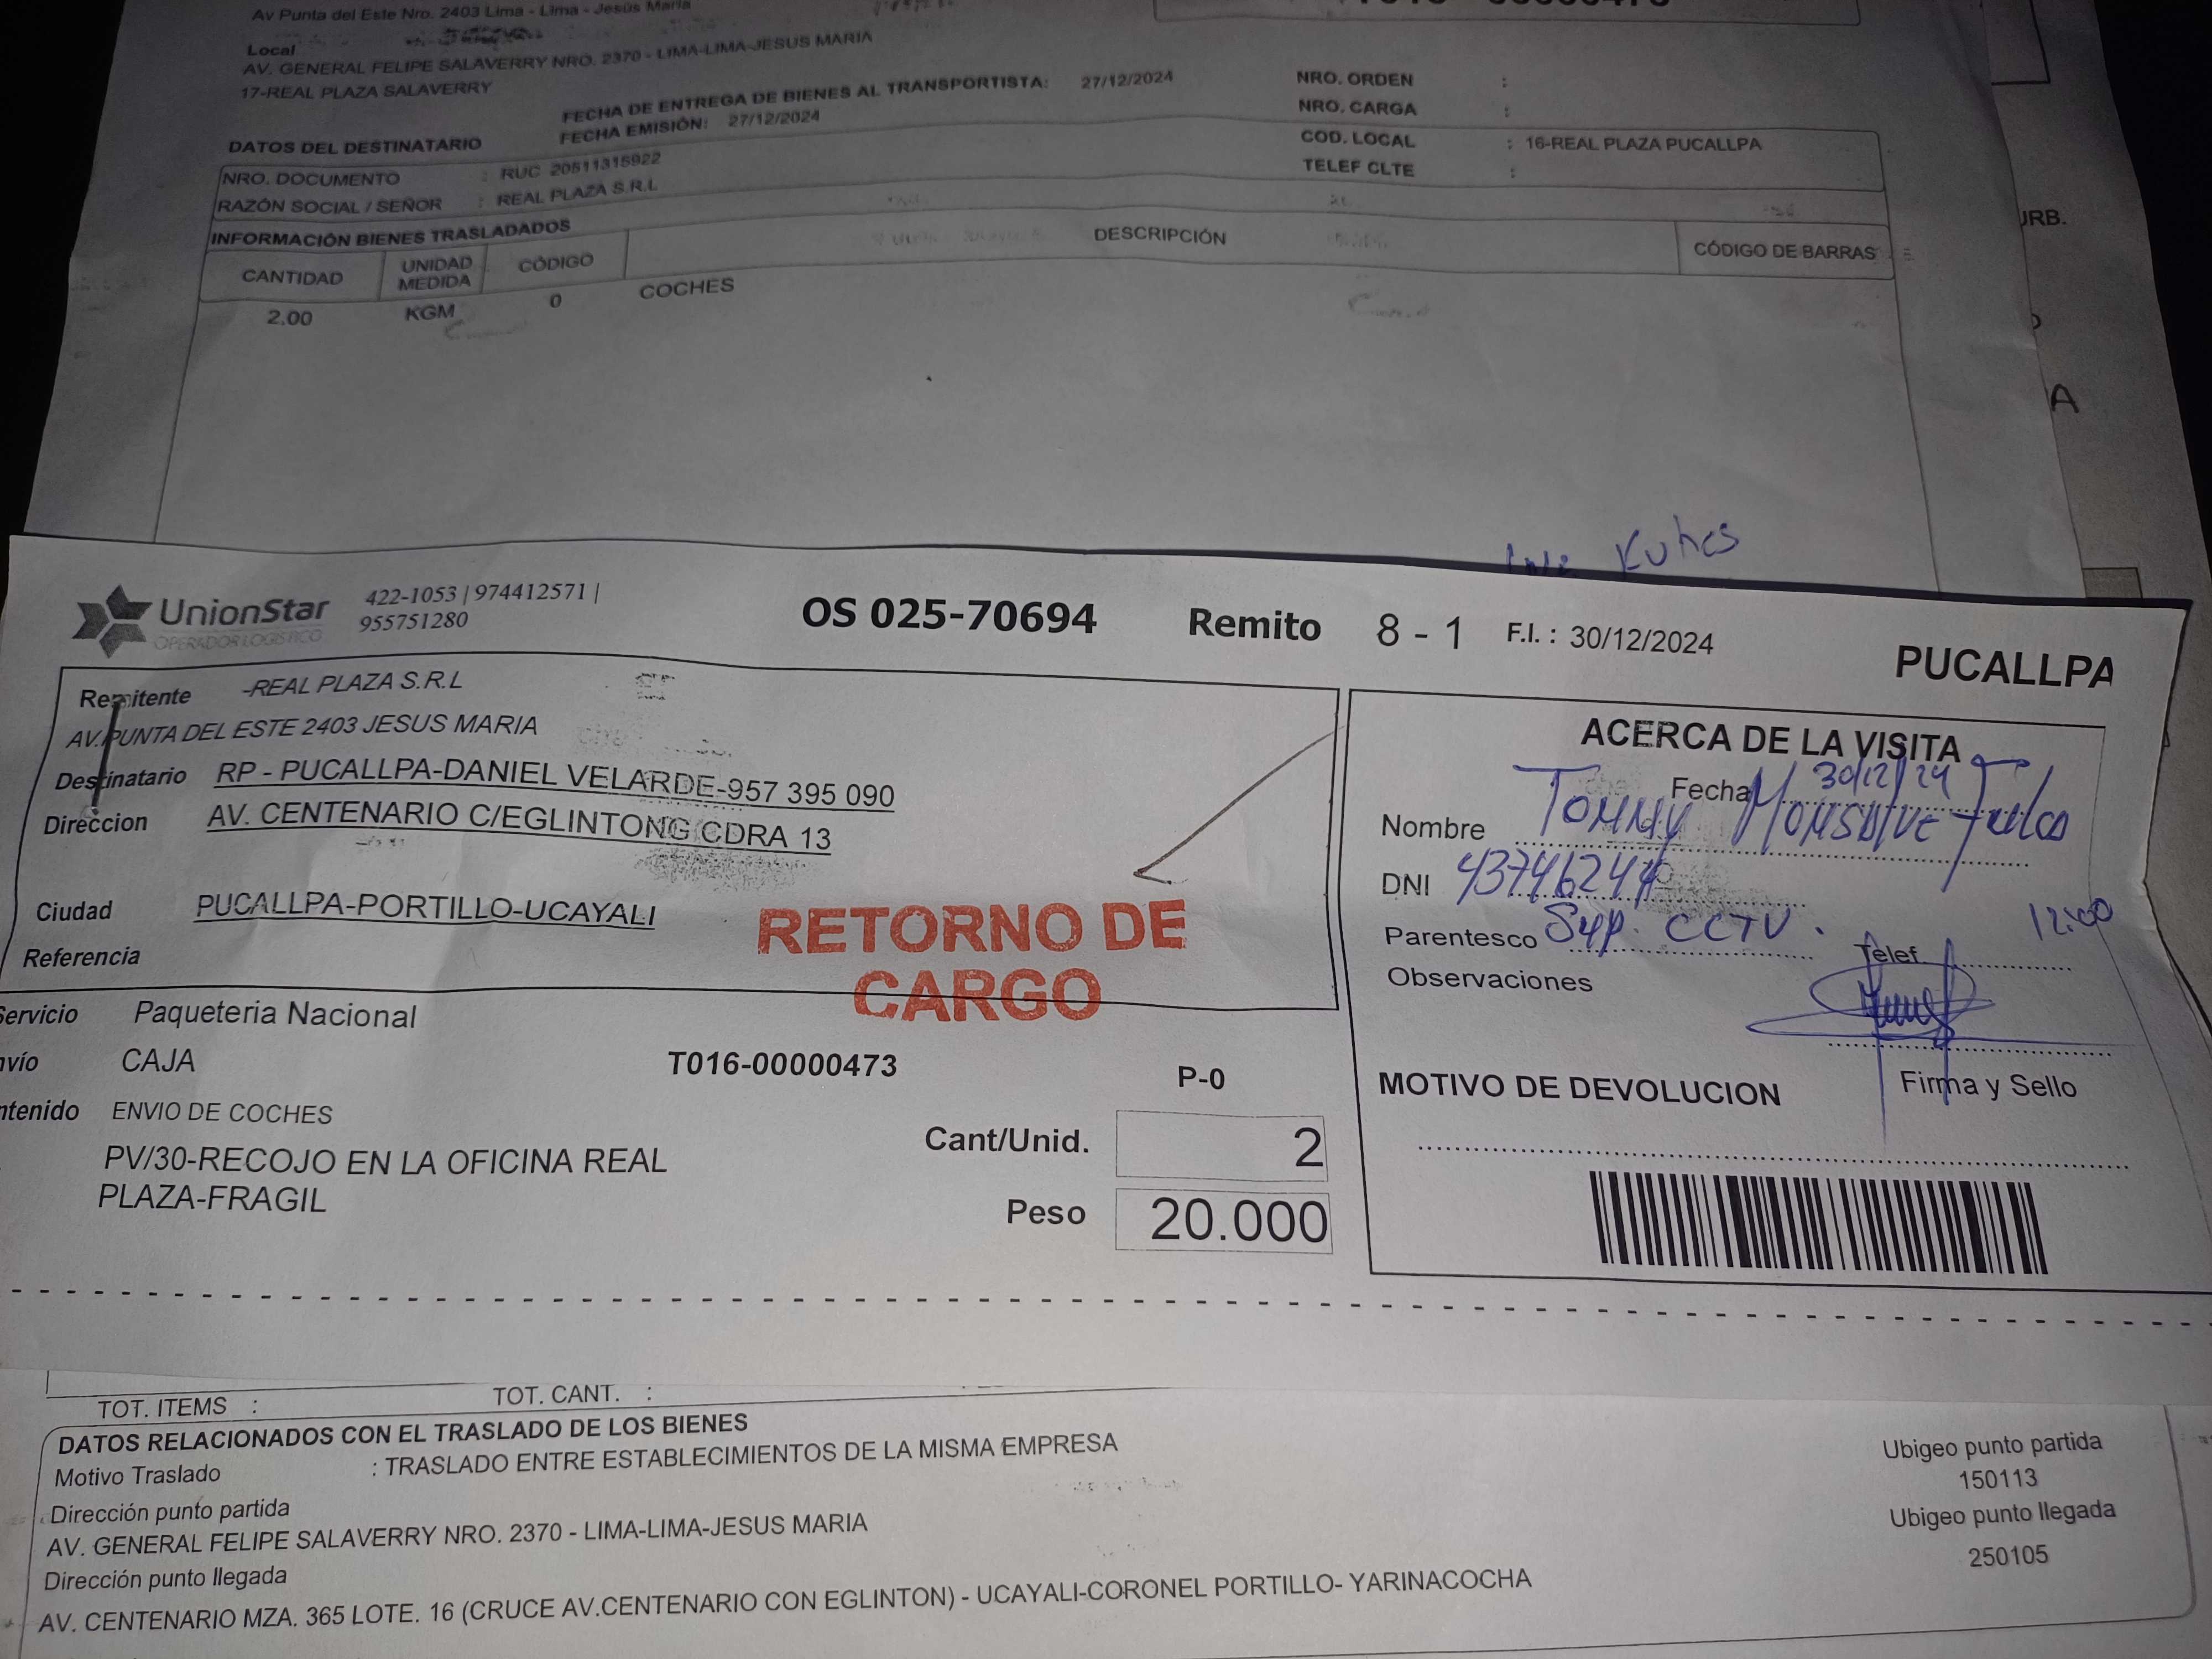 Av Punta del Este Nro. 2403 Lima - Lima - Jesús María
Local
AV. GENERAL FELIPE SALAVERRY NRO. 2370 - LIMA-LIMA-JESUS MARIA
17-REAL PLAZA SALAVERRY
FECHA DE ENTREGA DE BIENES AL TRANSPORTISTA: 27/12/2024
FECHA EMISIÓN: 27/12/2024
NRO. ORDEN :
NRO. CARGA :
COD. LOCAL : 16-REAL PLAZA PUCALLPA
TELEF CLTE :
DATOS DEL DESTINATARIO
NRO. DOCUMENTO : RUC 20511315922
RAZÓN SOCIAL / SEÑOR : REAL PLAZA S.R.L
INFORMACIÓN BIENES TRASLADADOS
CANTIDAD UNIDAD MEDIDA CÓDIGO DESCRIPCIÓN CÓDIGO DE BARRAS
2.00 KGM 0 COCHES
URB.
A
Kuhes
UnionStar
OPERADOR LOGISTICO
422-1053 | 974412571 |
955751280
OS 025-70694 Remito 8 - 1 F.I. : 30/12/2024
PUCALLPA
Remitente -REAL PLAZA S.R.L
AV.PUNTA DEL ESTE 2403 JESUS MARIA
Destinatario RP - PUCALLPA-DANIEL VELARDE-957 395 090
Direccion AV. CENTENARIO C/EGLINTONG CDRA 13
Ciudad PUCALLPA-PORTILLO-UCAYALI
Referencia
RETORNO DE
CARGO
Servicio Paqueteria Nacional
nvío CAJA T016-00000473 P-0
ntenido ENVIO DE COCHES
PV/30-RECOJO EN LA OFICINA REAL
PLAZA-FRAGIL
Cant/Unid. 2
Peso 20.000
ACERCA DE LA VISITA
Fecha 30/12/24
Nombre Tommy Monsalve
DNI
Parentesco Sup. CCTV.
12:00
Telef.
Observaciones
Firma y Sello
MOTIVO DE DEVOLUCION
TOT. ITEMS : TOT. CANT. :
DATOS RELACIONADOS CON EL TRASLADO DE LOS BIENES
Motivo Traslado : TRASLADO ENTRE ESTABLECIMIENTOS DE LA MISMA EMPRESA
Dirección punto partida
AV. GENERAL FELIPE SALAVERRY NRO. 2370 - LIMA-LIMA-JESUS MARIA
Dirección punto llegada
AV. CENTENARIO MZA. 365 LOTE. 16 (CRUCE AV.CENTENARIO CON EGLINTON) - UCAYALI-CORONEL PORTILLO- YARINACOCHA
Ubigeo punto partida
150113
Ubigeo punto llegada
250105